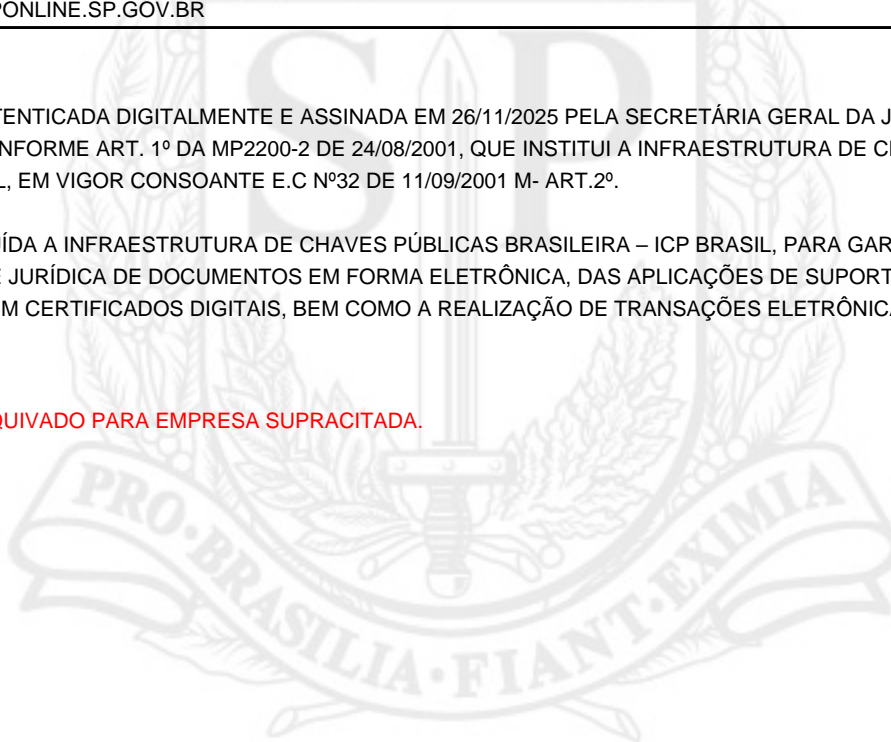 PONLINE.SP.GOV.BR
TENTICADA DIGITALMENTE E ASSINADA EM 26/11/2025 PELA SECRETÁRIA GERAL DA J
NFORME ART. 1º DA MP2200-2 DE 24/08/2001, QUE INSTITUI A INFRAESTRUTURA DE C
L, EM VIGOR CONSOANTE E.C Nº32 DE 11/09/2001 M- ART.2º.
ÍDA A INFRAESTRUTURA DE CHAVES PÚBLICAS BRASILEIRA – ICP BRASIL, PARA GAR
E JURÍDICA DE DOCUMENTOS EM FORMA ELETRÔNICA, DAS APLICAÇÕES DE SUPORT
M CERTIFICADOS DIGITAIS, BEM COMO A REALIZAÇÃO DE TRANSAÇÕES ELETRÔNICA
QUIVADO PARA EMPRESA SUPRACITADA.
SP
PRO·BRASILIA·FIANT·EXIMIA